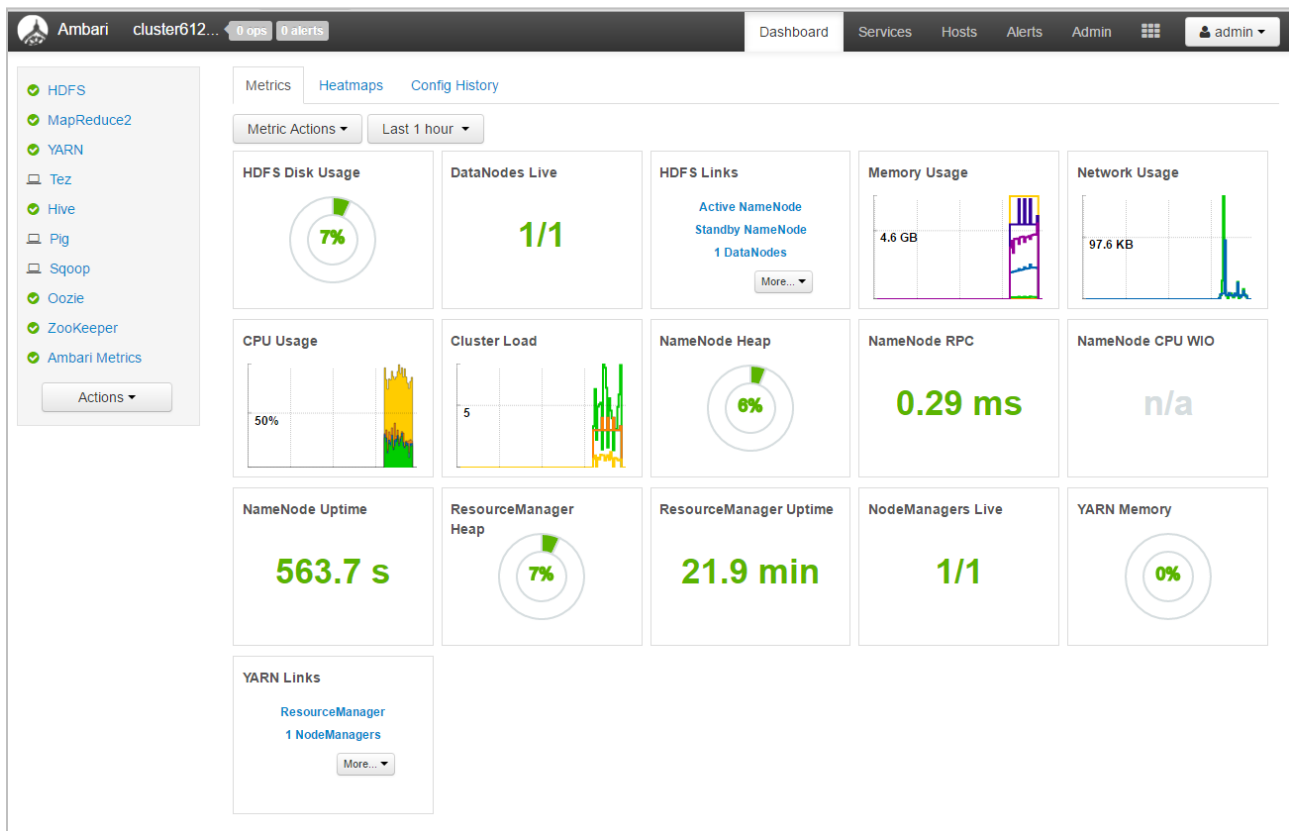 Ambari cluster612... 0 ops 0 alerts Dashboard Services Hosts Alerts Admin admin
HDFS
MapReduce2
YARN
Tez
Hive
Pig
Sqoop
Oozie
ZooKeeper
Ambari Metrics
Actions
Metrics Heatmaps Config History
Metric Actions Last 1 hour
HDFS Disk Usage
7%
DataNodes Live
1/1
HDFS Links
Active NameNode
Standby NameNode
1 DataNodes
More...
Memory Usage
4.6 GB
Network Usage
97.6 KB
CPU Usage
50%
Cluster Load
5
NameNode Heap
6%
NameNode RPC
0.29 ms
NameNode CPU WIO
n/a
NameNode Uptime
563.7 s
ResourceManager
Heap
7%
ResourceManager Uptime
21.9 min
NodeManagers Live
1/1
YARN Memory
0%
YARN Links
ResourceManager
1 NodeManagers
More...